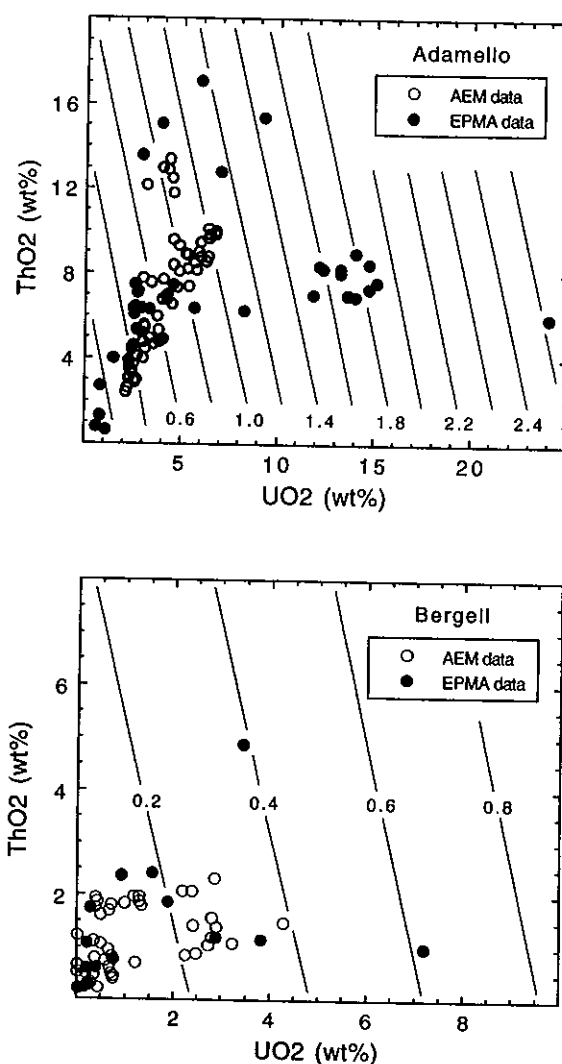 Adamello
AEM data
EPMA data
16
12
8
4
ThO2 (wt%)
0.6 1.0 1.4 1.8 2.2 2.4
5 10 15 20
UO2 (wt%)
Bergell
AEM data
EPMA data
6
4
2
ThO2 (wt%)
0.2 0.4 0.6 0.8
2 4 6 8
UO2 (wt%)